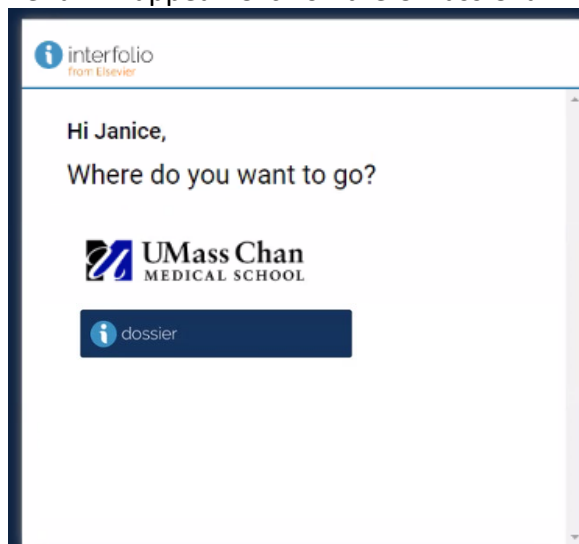 interfolio
from Elsevier
Hi Janice,
Where do you want to go?
UMass Chan
MEDICAL SCHOOL
dossier